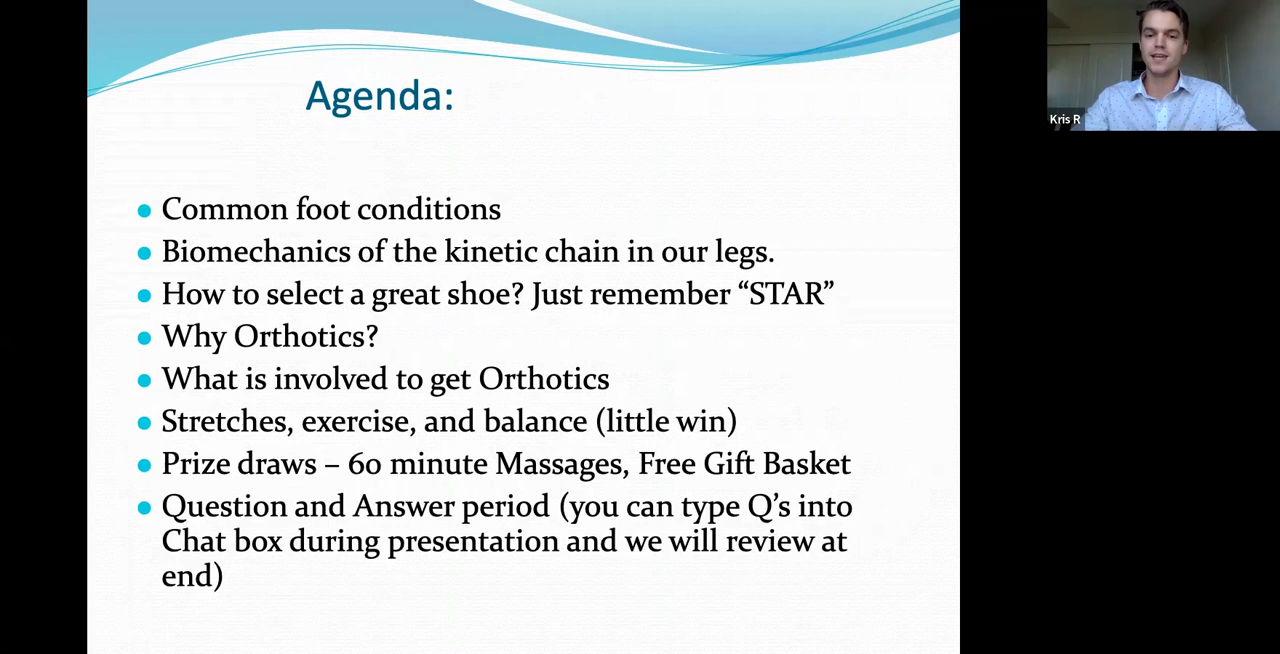 Agenda:
Common foot conditions
Biomechanics of the kinetic chain in our legs.
How to select a great shoe? Just remember “STAR”
Why Orthotics?
What is involved to get Orthotics
Stretches, exercise, and balance (little win)
Prize draws – 60 minute Massages, Free Gift Basket
Question and Answer period (you can type Q’s into
Chat box during presentation and we will review at
end)
Kris R